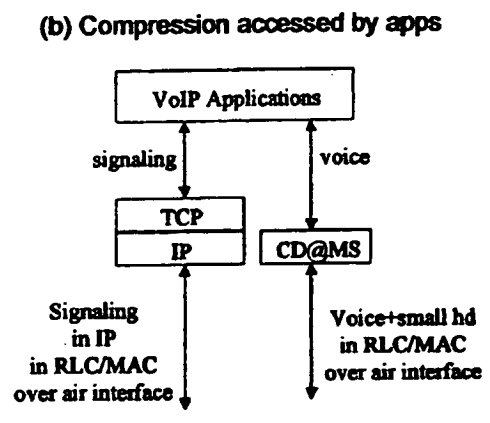 (b) Compression accessed by apps
VoIP Applications
signaling
voice
TCP
IP
CD@MS
Signaling
in IP
in RLC/MAC
over air interface
Voice+small hd
in RLC/MAC
over air interface